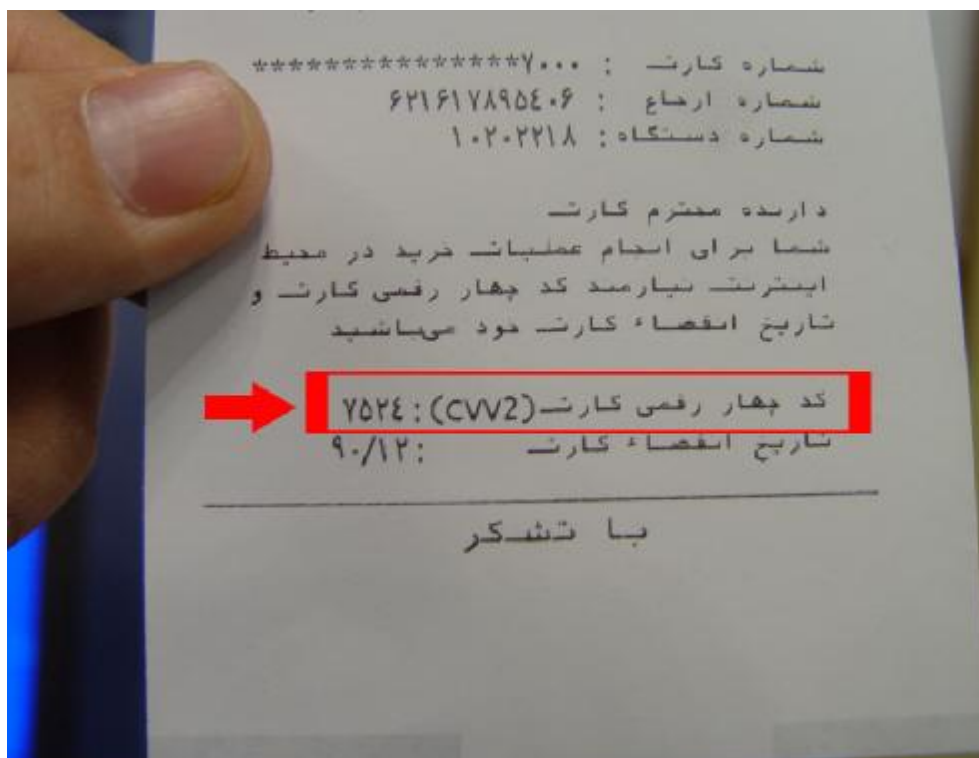 شماره کارت : ***************۷۰۰۰
شماره ارجاع : ۶۲۱۶۱۷۸۹۵۴۰۶
شماره دستگاه : ۱۰۲۰۲۲۱۸
دارنده محترم کارت
شما برای انجام عملیات خرید در محیط
اینترنت نیازمند کد چهار رقمی کارت و
تاریخ انقضاء کارت خود می‌باشید
کد چهار رقمی کارت (CVV2) : ۷۵۲۴
تاریخ انقضاء کارت : ۹۰/۱۲
با تشکر